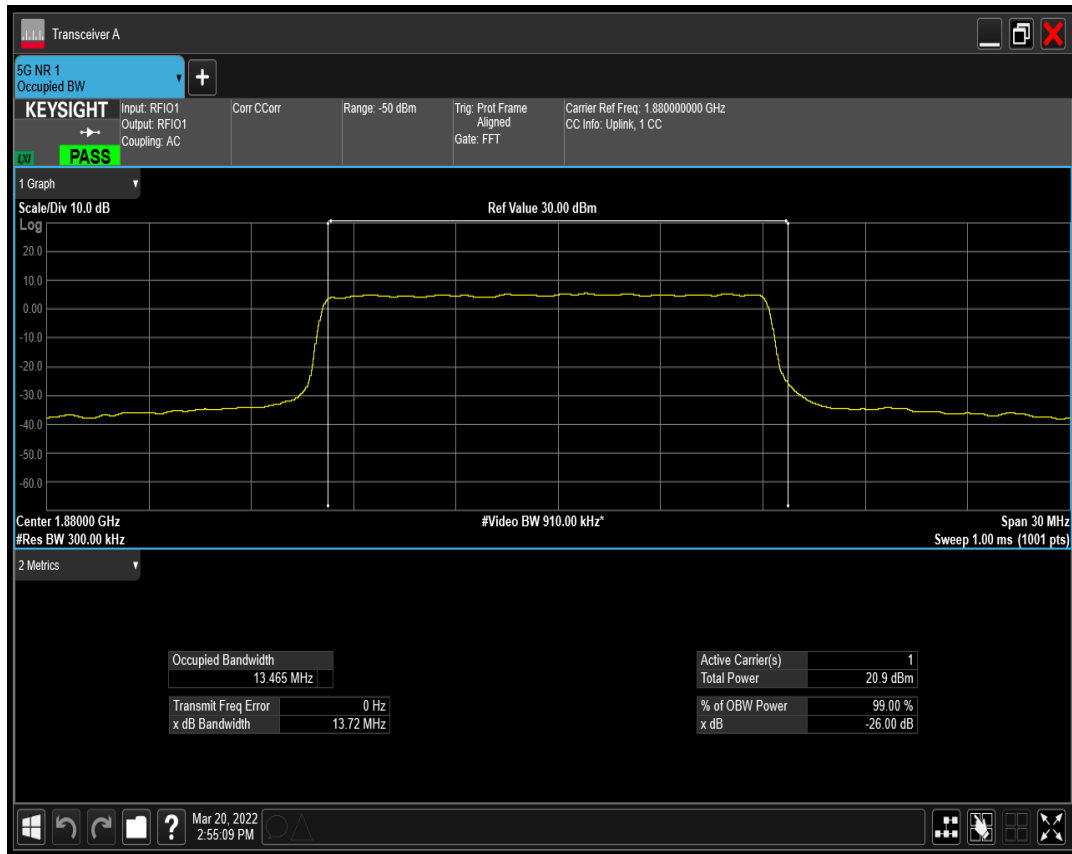 Transceiver A
5G NR 1
Occupied BW
KEYSIGHT
LXI
PASS
Input: RFIO1
Output: RFIO1
Coupling: AC
Corr CCorr
Range: -50 dBm
Trig: Prot Frame
Aligned
Gate: FFT
Carrier Ref Freq: 1.880000000 GHz
CC Info: Uplink, 1 CC
1 Graph
Scale/Div 10.0 dB
Ref Value 30.00 dBm
Log
20.0
10.0
0.00
-10.0
-20.0
-30.0
-40.0
-50.0
-60.0
Center 1.88000 GHz
#Video BW 910.00 kHz*
Span 30 MHz
#Res BW 300.00 kHz
Sweep 1.00 ms (1001 pts)
2 Metrics
Occupied Bandwidth
13.465 MHz
Transmit Freq Error 0 Hz
x dB Bandwidth 13.72 MHz
Active Carrier(s) 1
Total Power 20.9 dBm
% of OBW Power 99.00 %
x dB -26.00 dB
?
Mar 20, 2022
2:55:09 PM